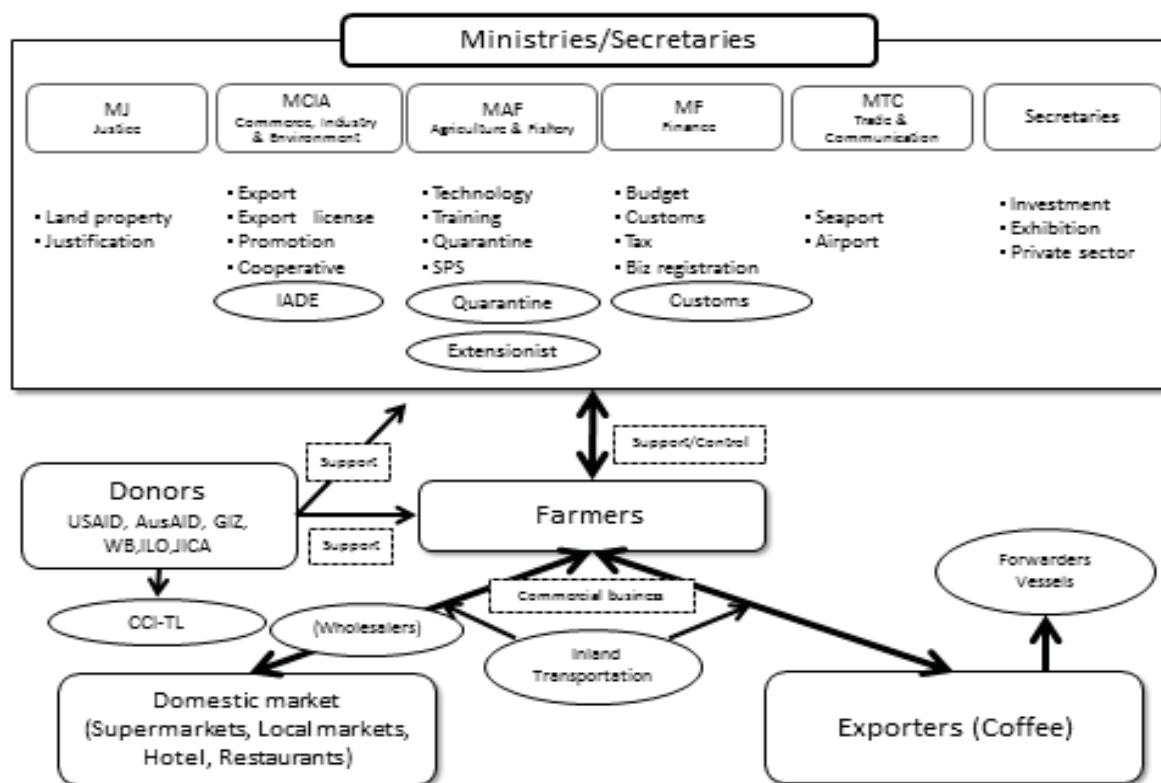 Ministries/Secretaries
MJ
Justice
MCIA
Commerce, Industry
& Environment
MAF
Agriculture & Fishery
MF
Finance
MTC
Trade &
Communication
Secretaries
▪ Land property
▪ Justification
▪ Export
▪ Export license
▪ Promotion
▪ Cooperative
IADE
▪ Technology
▪ Training
▪ Quarantine
▪ SPS
Quarantine
Extensionist
▪ Budget
▪ Customs
▪ Tax
▪ Biz registration
Customs
▪ Seaport
▪ Airport
▪ Investment
▪ Exhibition
▪ Private sector
Support
Support/Control
Donors
USAID, AusAID, GIZ,
WB,ILO,JICA
Support
Farmers
Forwarders
Vessels
CCI-TL
(Wholesalers)
Commercial business
Inland
Transportation
Domestic market
(Supermarkets, Local markets,
Hotel, Restaurants)
Exporters (Coffee)